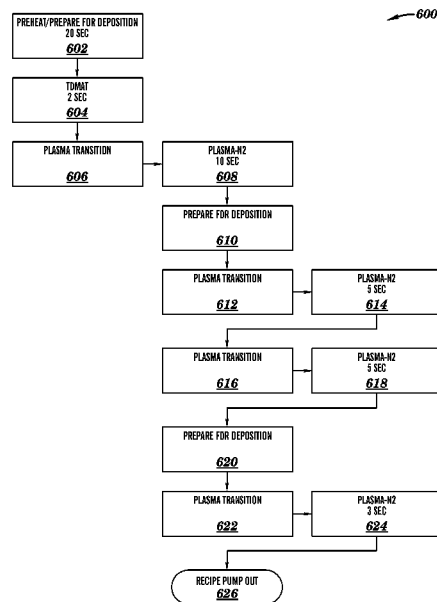 600
PREHEAT/PREPARE FOR DEPOSITION
20 SEC
602
TDMAT
2 SEC
604
PLASMA TRANSITION
606
PLASMA-N2
10 SEC
608
PREPARE FOR DEPOSITION
610
PLASMA TRANSITION
612
PLASMA-N2
5 SEC
614
PLASMA TRANSITION
616
PLASMA-N2
5 SEC
618
PREPARE FOR DEPOSITION
620
PLASMA TRANSITION
622
PLASMA-N2
3 SEC
624
RECIPE PUMP OUT
626